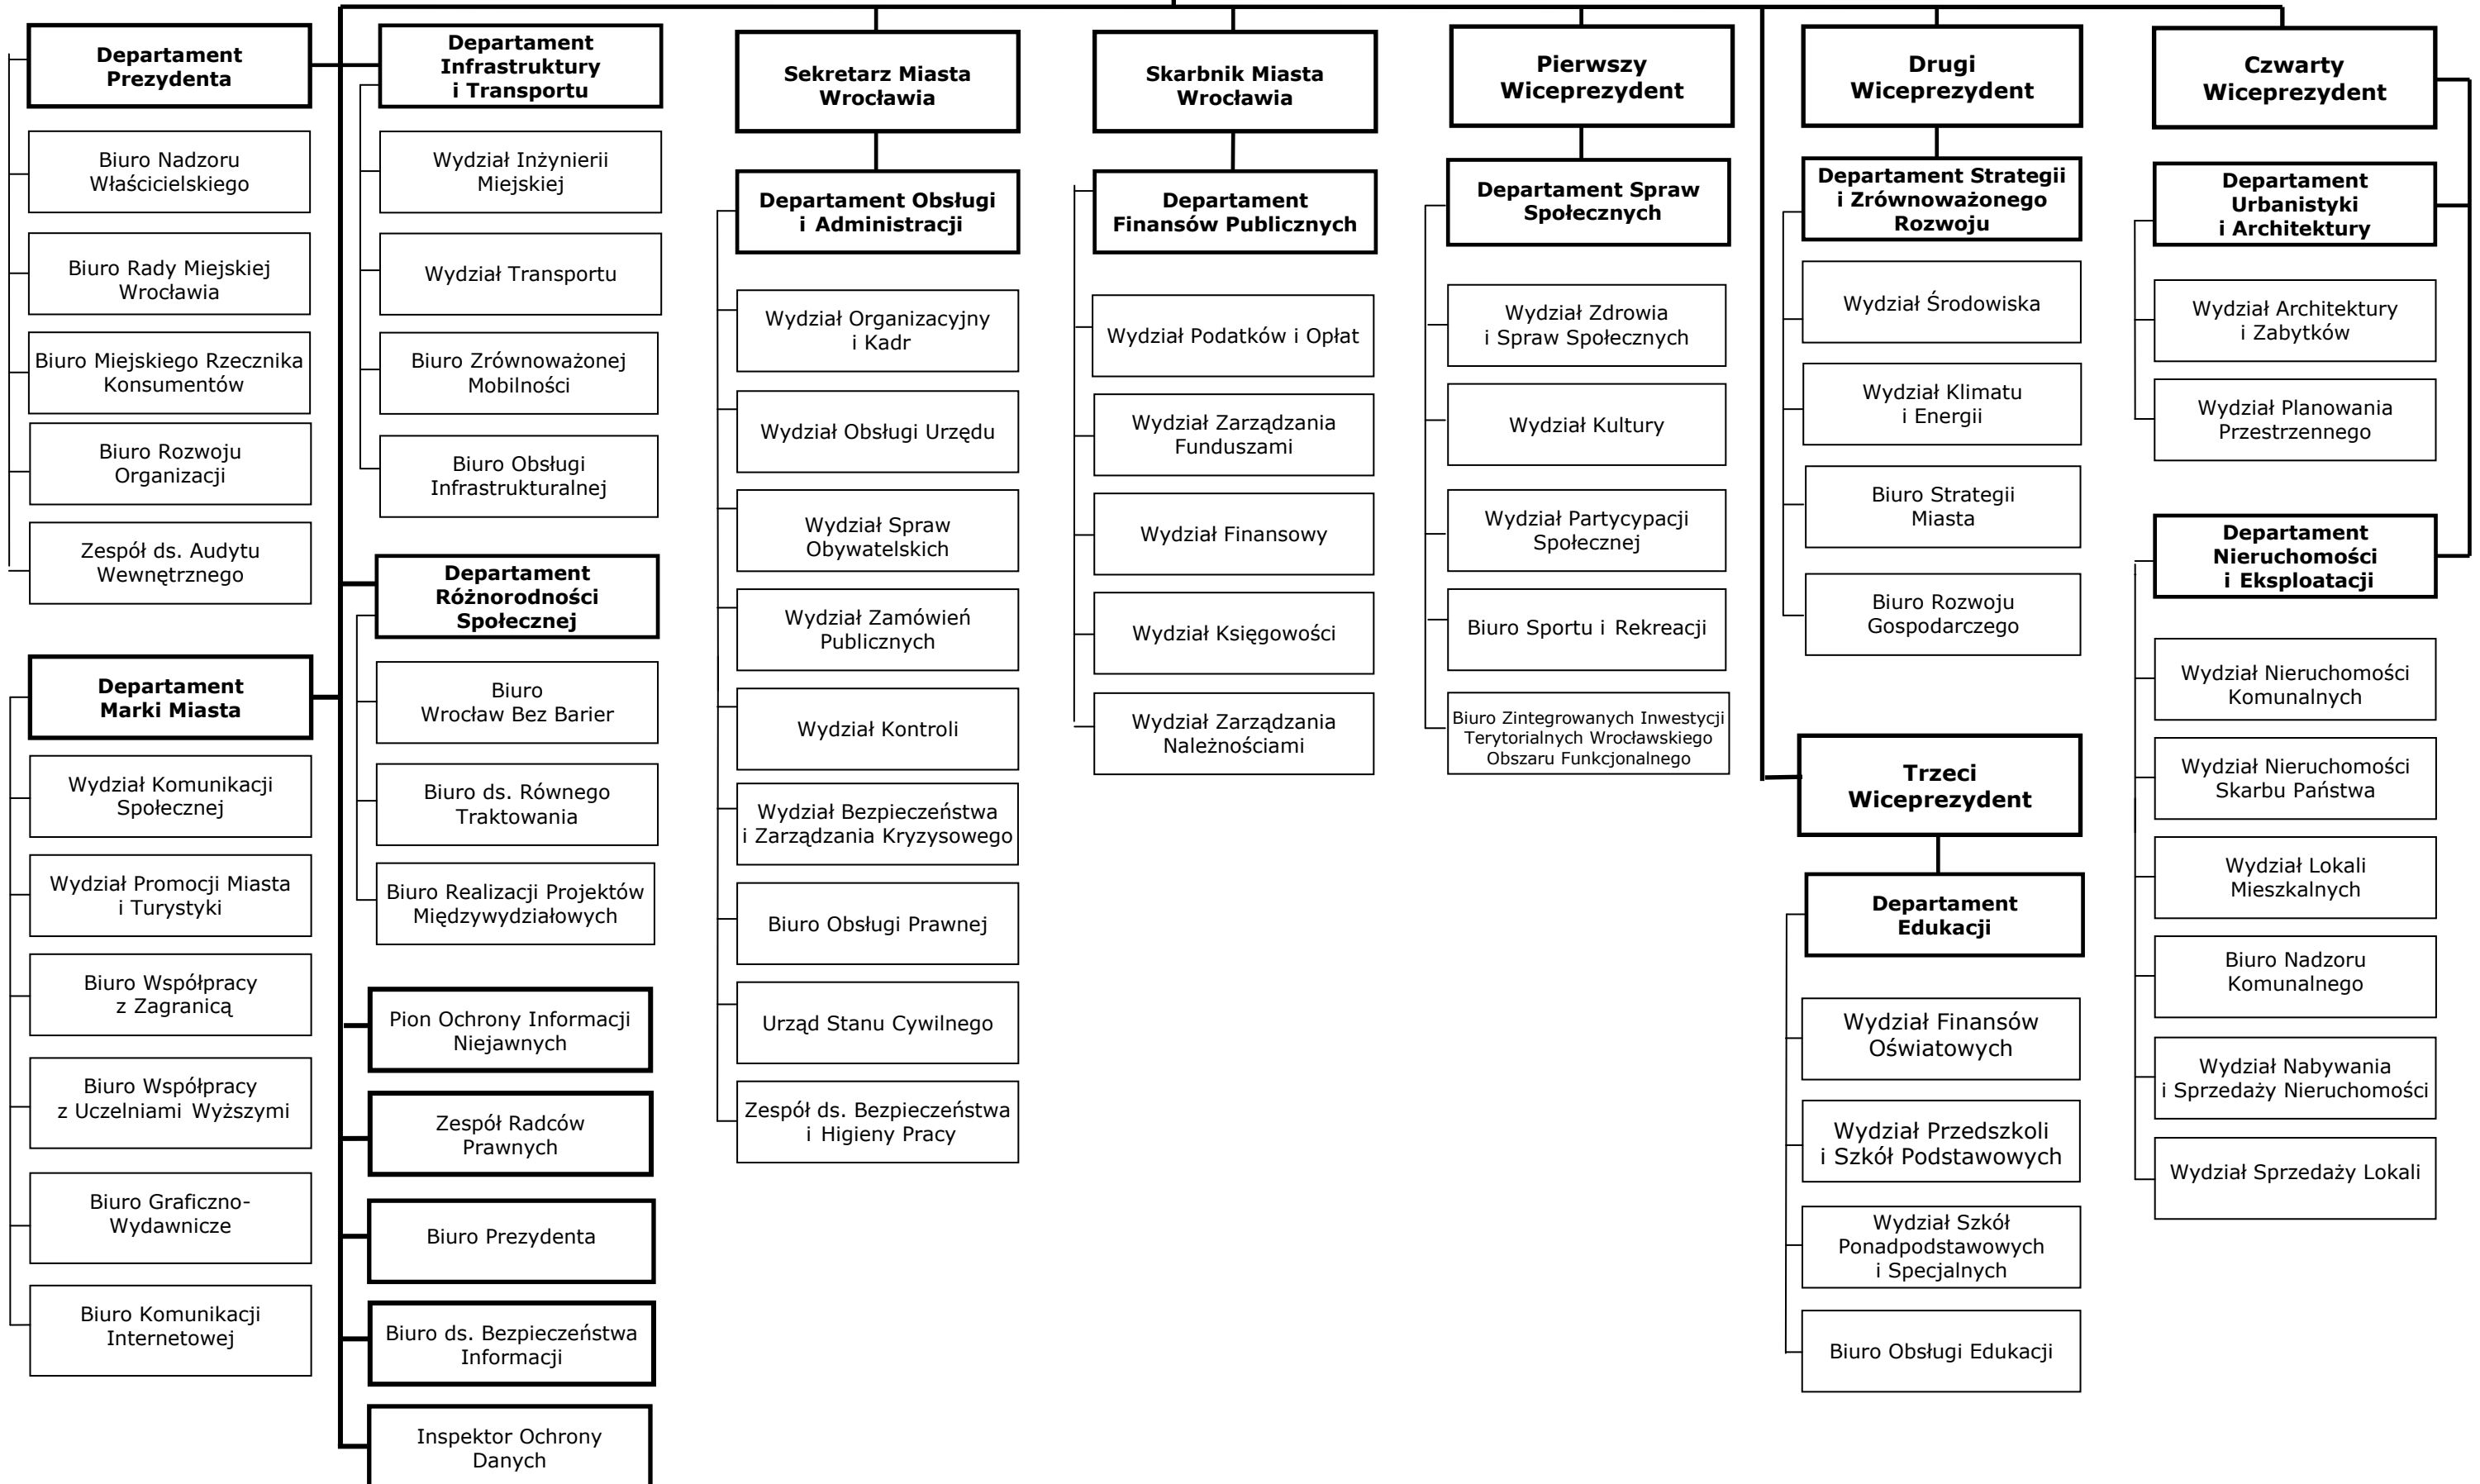 Departament
Prezydenta
Biuro Nadzoru
Właścicielskiego
Biuro Rady Miejskiej
Wrocławia
Biuro Miejskiego Rzecznika
Konsumentów
Biuro Rozwoju
Organizacji
Zespół ds. Audytu
Wewnętrznego
Departament
Marki Miasta
Wydział Komunikacji
Społecznej
Wydział Promocji Miasta
i Turystyki
Biuro Współpracy
z Zagranicą
Biuro Współpracy
z Uczelniami Wyższymi
Biuro Graficzno-
Wydawnicze
Biuro Komunikacji
Internetowej
Departament
Infrastruktury
i Transportu
Wydział Inżynierii
Miejskiej
Wydział Transportu
Biuro Zrównoważonej
Mobilności
Biuro Obsługi
Infrastrukturalnej
Departament
Różnorodności
Społecznej
Biuro
Wrocław Bez Barier
Biuro ds. Równego
Traktowania
Biuro Realizacji Projektów
Międzywydziałowych
Pion Ochrony Informacji
Niejawnych
Zespół Radców
Prawnych
Biuro Prezydenta
Biuro ds. Bezpieczeństwa
Informacji
Inspektor Ochrony
Danych
Sekretarz Miasta
Wrocławia
Departament Obsługi
i Administracji
Wydział Organizacyjny
i Kadr
Wydział Obsługi Urzędu
Wydział Spraw
Obywatelskich
Wydział Zamówień
Publicznych
Wydział Kontroli
Wydział Bezpieczeństwa
i Zarządzania Kryzysowego
Biuro Obsługi Prawnej
Urząd Stanu Cywilnego
Zespół ds. Bezpieczeństwa
i Higieny Pracy
Skarbnik Miasta
Wrocławia
Departament
Finansów Publicznych
Wydział Podatków i Opłat
Wydział Zarządzania
Funduszami
Wydział Finansowy
Wydział Księgowości
Wydział Zarządzania
Należnościami
Pierwszy
Wiceprezydent
Departament Spraw
Społecznych
Wydział Zdrowia
i Spraw Społecznych
Wydział Kultury
Wydział Partycypacji
Społecznej
Biuro Sportu i Rekreacji
Biuro Zintegrowanych Inwestycji
Terytorialnych Wrocławskiego
Obszaru Funkcjonalnego
Drugi
Wiceprezydent
Departament Strategii
i Zrównoważonego
Rozwoju
Wydział Środowiska
Wydział Klimatu
i Energii
Biuro Strategii
Miasta
Biuro Rozwoju
Gospodarczego
Trzeci
Wiceprezydent
Departament
Edukacji
Wydział Finansów
Oświatowych
Wydział Przedszkoli
i Szkół Podstawowych
Wydział Szkół
Ponadpodstawowych
i Specjalnych
Biuro Obsługi Edukacji
Czwarty
Wiceprezydent
Departament
Urbanistyki
i Architektury
Wydział Architektury
i Zabytków
Wydział Planowania
Przestrzennego
Departament
Nieruchomości
i Eksploatacji
Wydział Nieruchomości
Komunalnych
Wydział Nieruchomości
Skarbu Państwa
Wydział Lokali
Mieszkalnych
Biuro Nadzoru
Komunalnego
Wydział Nabywania
i Sprzedaży Nieruchomości
Wydział Sprzedaży Lokali